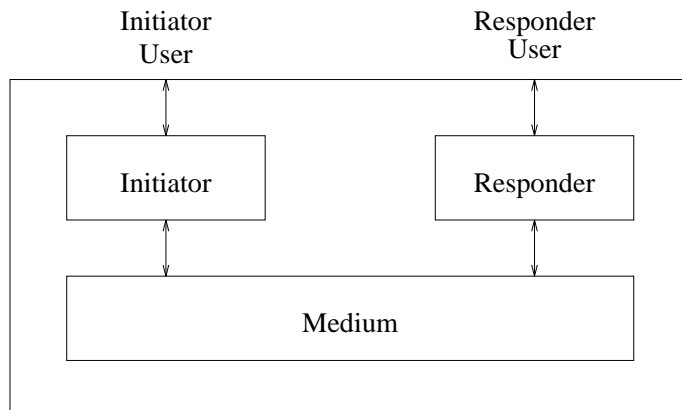 Initiator
User
Responder
User
Initiator
Responder
Medium